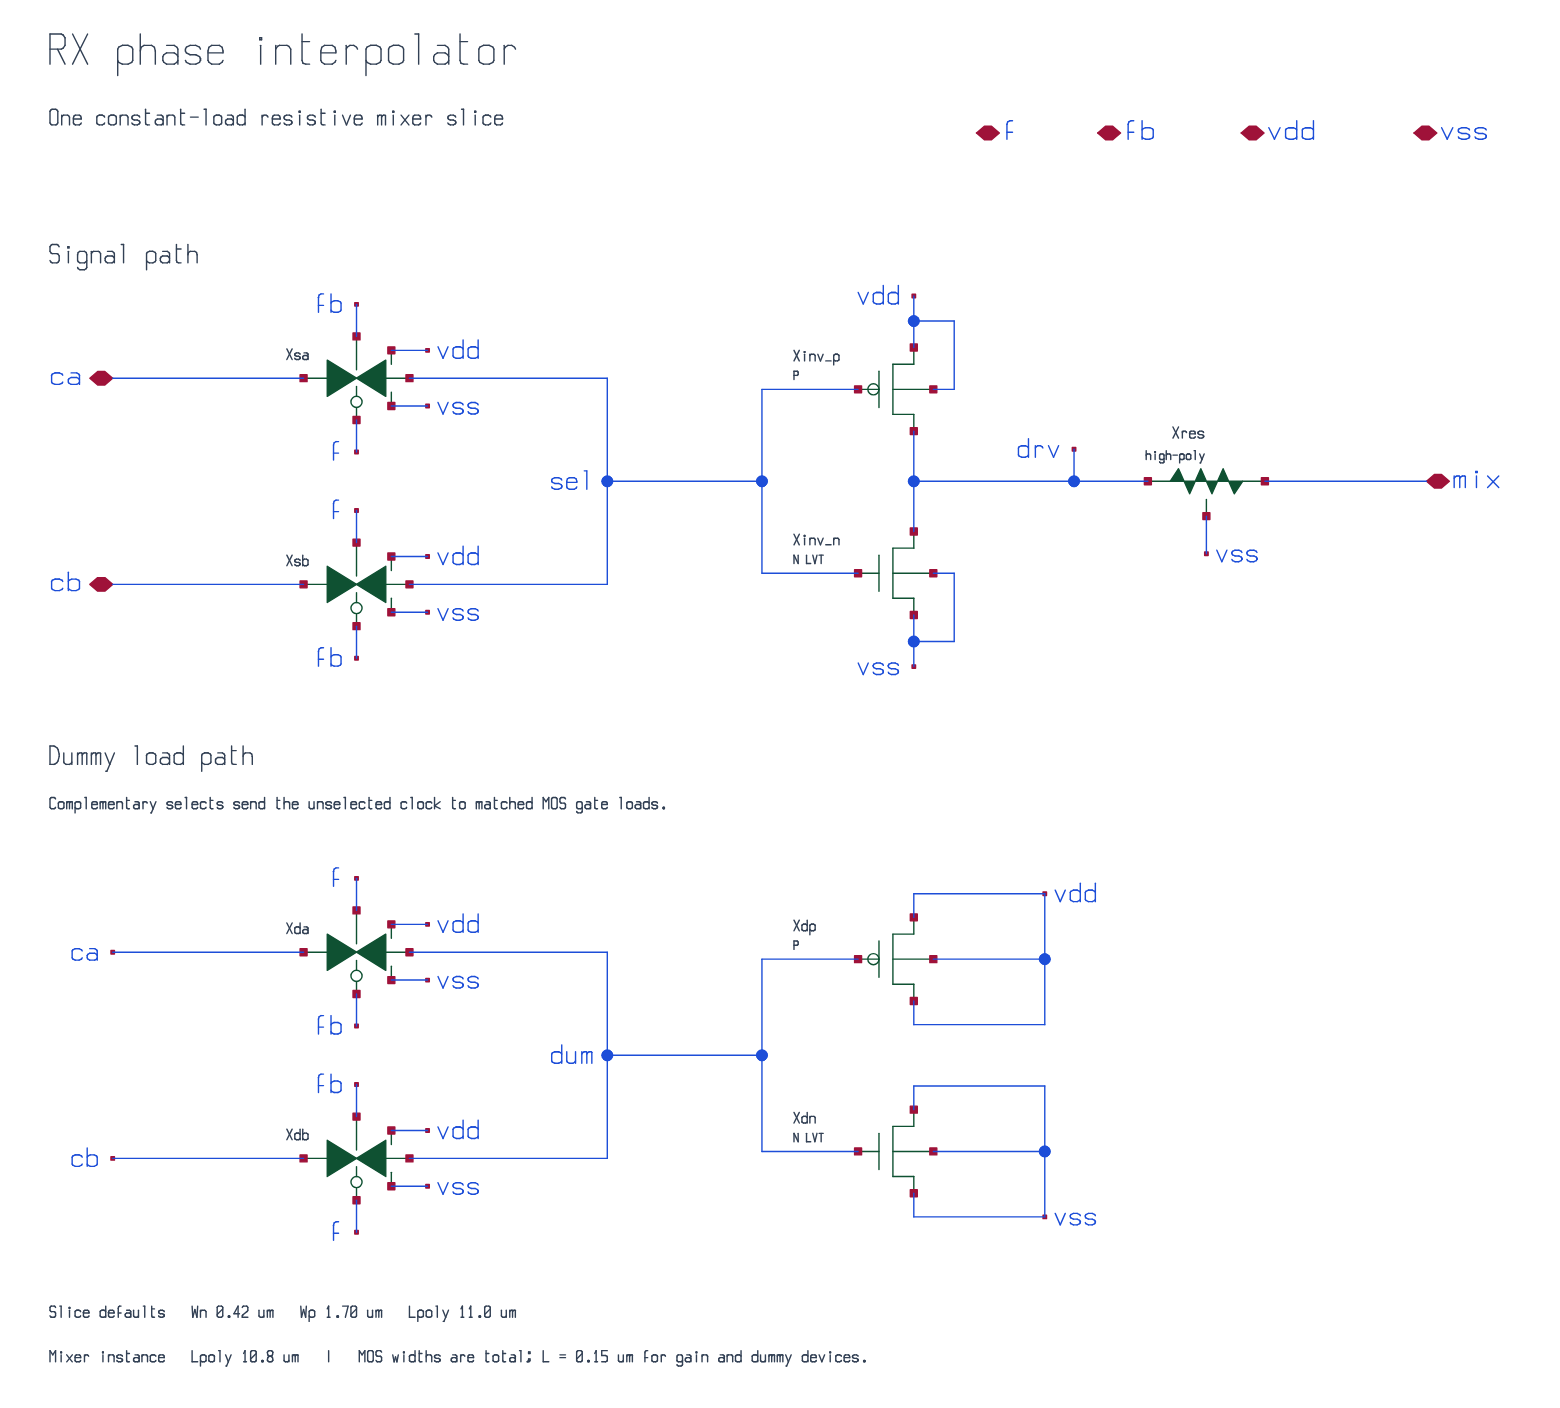 RX phase interpolator
One constant-load resistive mixer slice
f fb vdd vss
Signal path
fb
vdd
Xsa
vdd
ca
vss
f
Xinv_p
P
sel
drv
Xres
high-poly
mix
f
Xsb
vdd
cb
vss
fb
Xinv_n
N LVT
vss
vss
Dummy load path
Complementary selects send the unselected clock to matched MOS gate loads.
f
Xda
vdd
ca
vss
fb
Xdp
P
vdd
dum
fb
Xdb
vdd
cb
vss
f
Xdn
N LVT
vss
Slice defaults Wn 0.42 um Wp 1.70 um Lpoly 11.0 um
Mixer instance Lpoly 10.8 um | MOS widths are total; L = 0.15 um for gain and dummy devices.